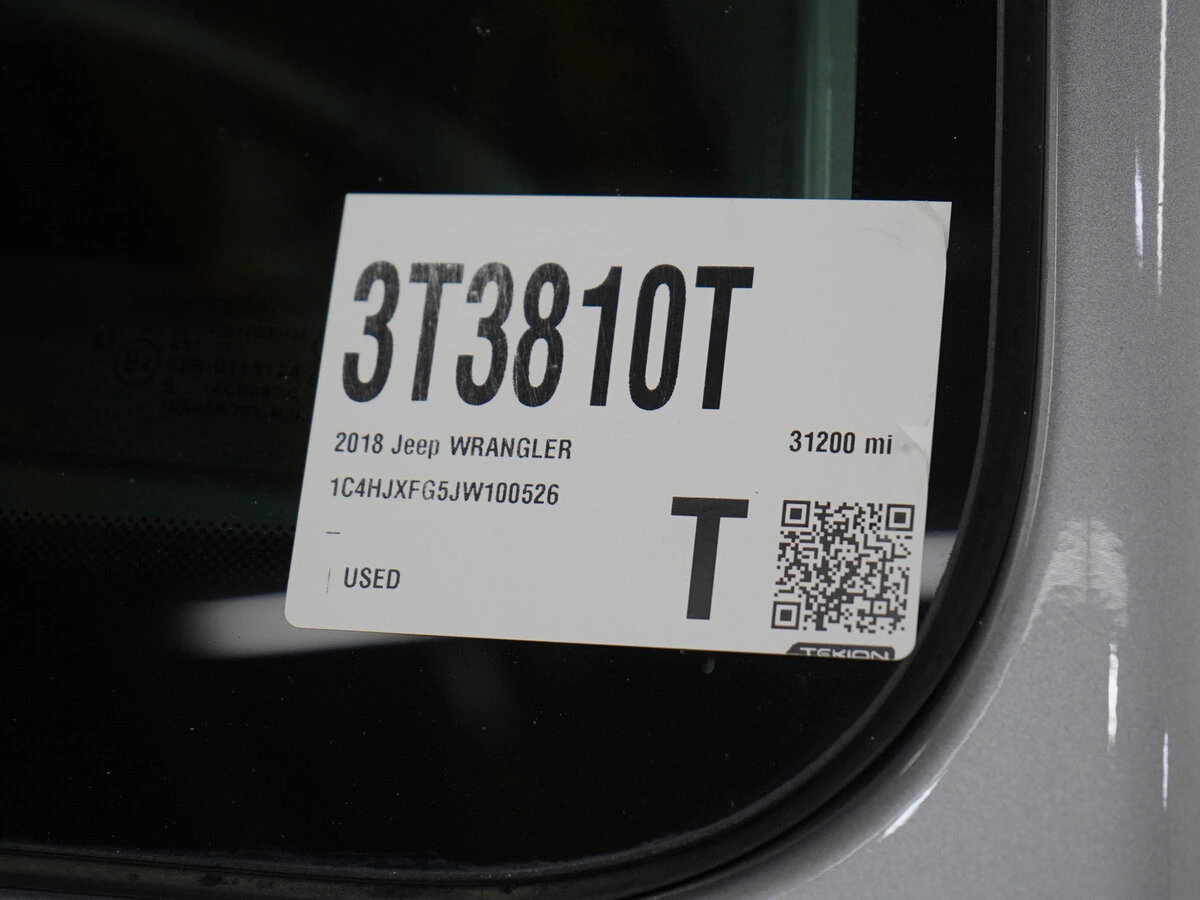 3T3810T
2018 Jeep WRANGLER
31200 mi
1C4HJXFG5JW100526
–
USED
T
TEKION